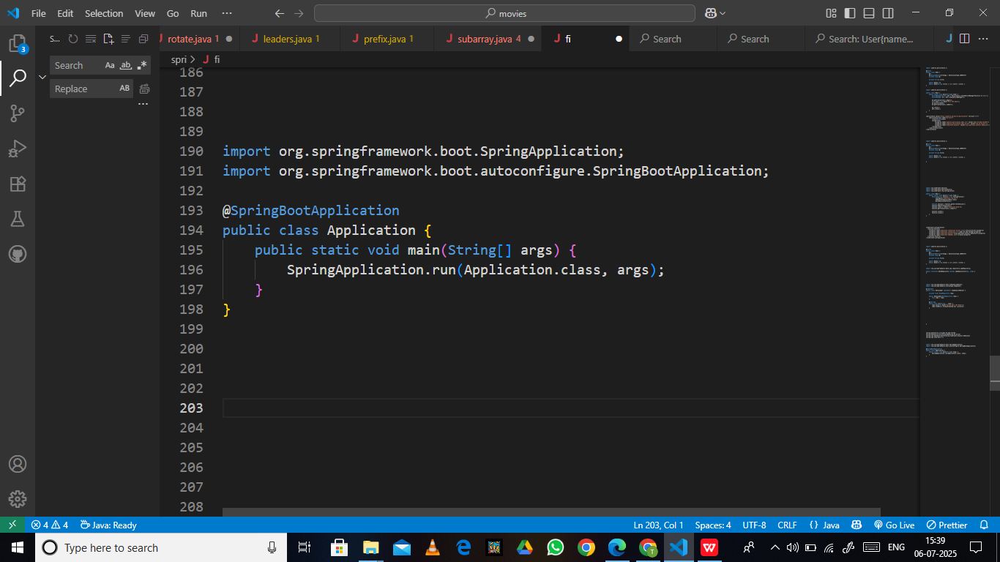 File Edit Selection View Go Run ··· movies
S... rotate.java 1 leaders.java 1 prefix.java 1 subarray.java 4 fi Search Search Search: User{name...
Search Aa ab
Replace AB
3
spri > fi
186
187
188
189
190 import org.springframework.boot.SpringApplication;
191 import org.springframework.boot.autoconfigure.SpringBootApplication;
192
193 @SpringBootApplication
194 public class Application {
195     public static void main(String[] args) {
196         SpringApplication.run(Application.class, args);
197     }
198 }
199
200
201
202
203
204
205
206
207
208
4 4 Java: Ready Ln 203, Col 1 Spaces: 4 UTF-8 CRLF {} Java Go Live Prettier
Type here to search ENG 15:39
06-07-2025